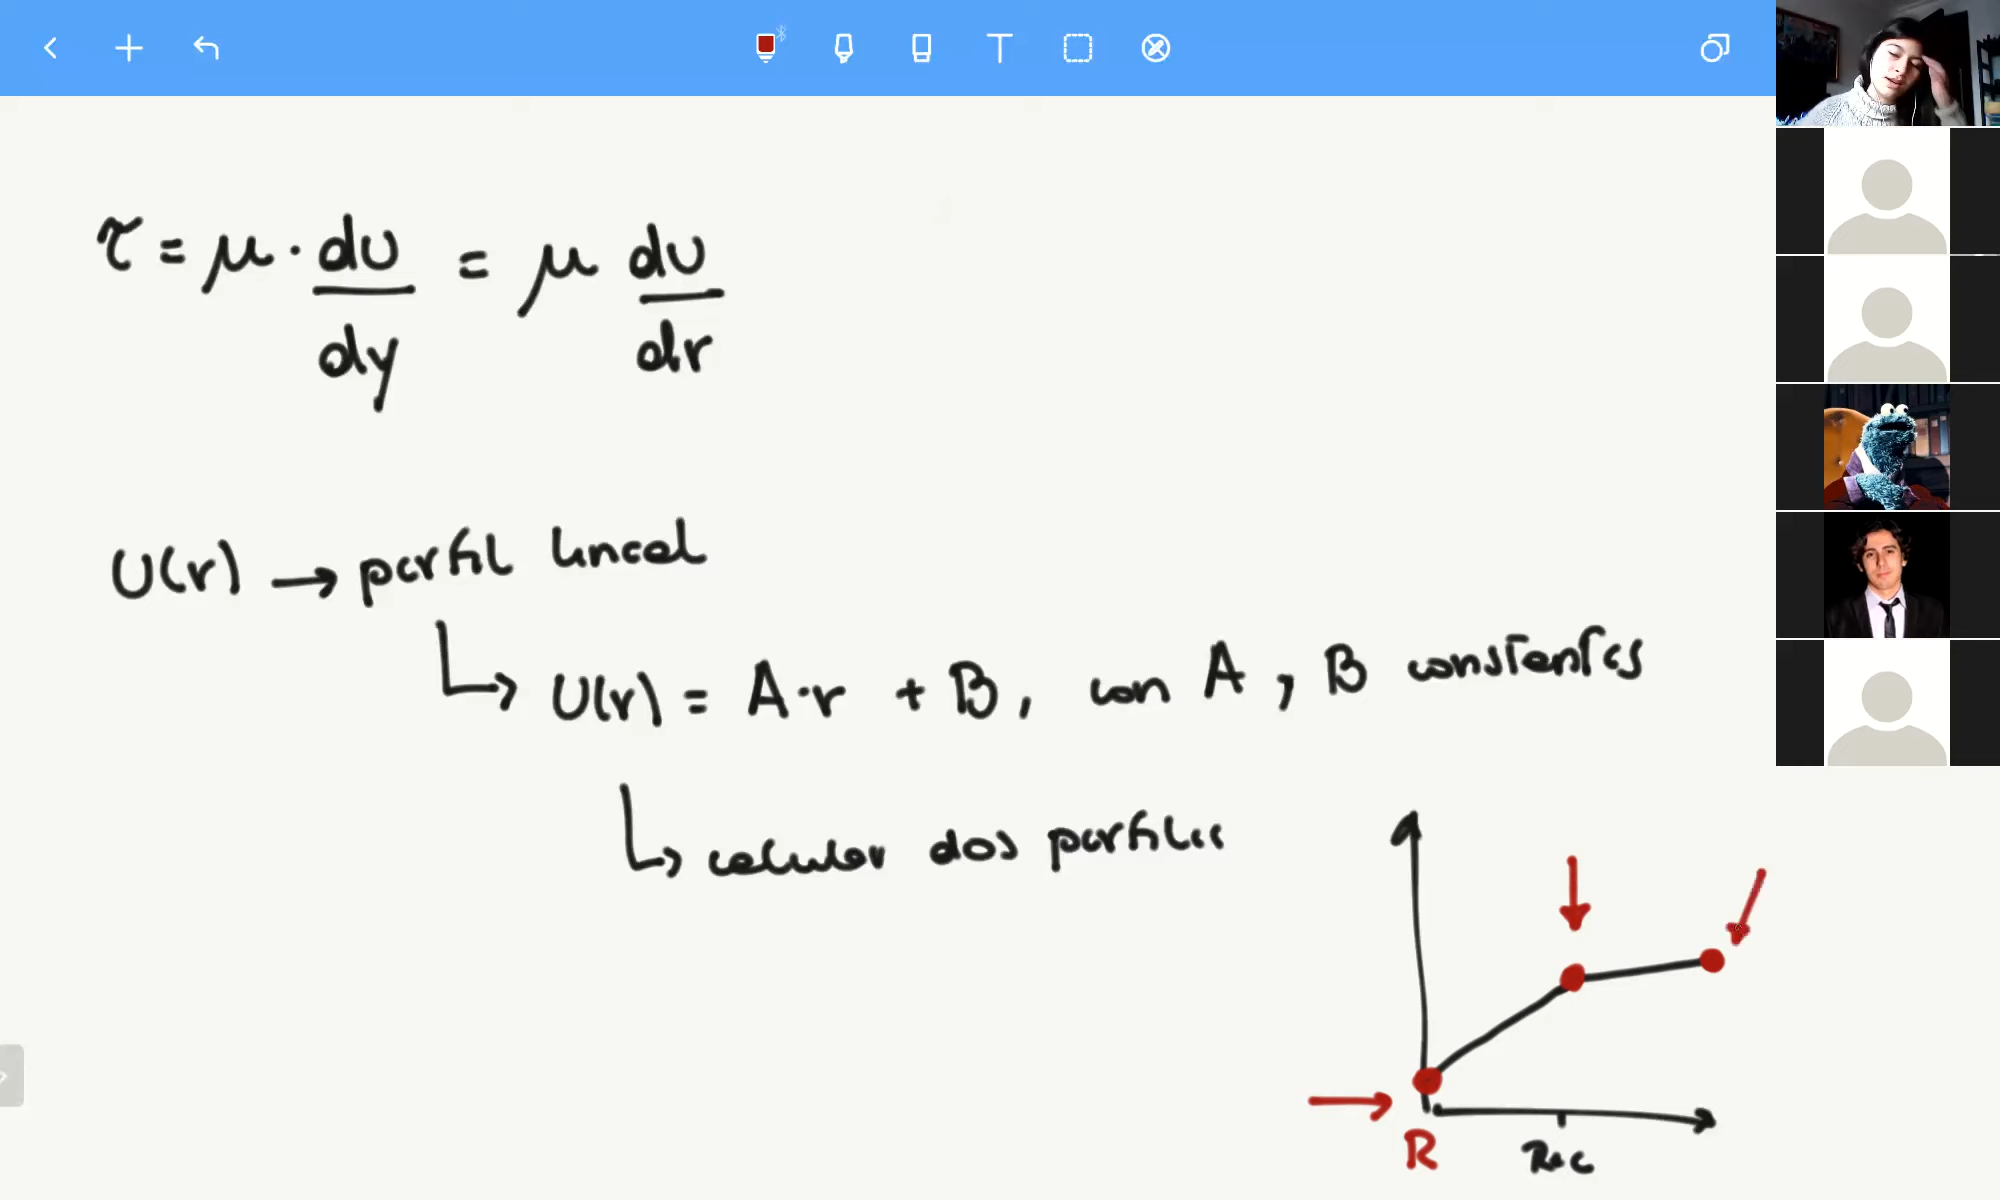 τ = μ · du/dy = μ du/dr
U(r) → perfil lineal
↳ U(r) = A·r + B, con A, B constantes
↳ calcular dos perfiles
R
R+c